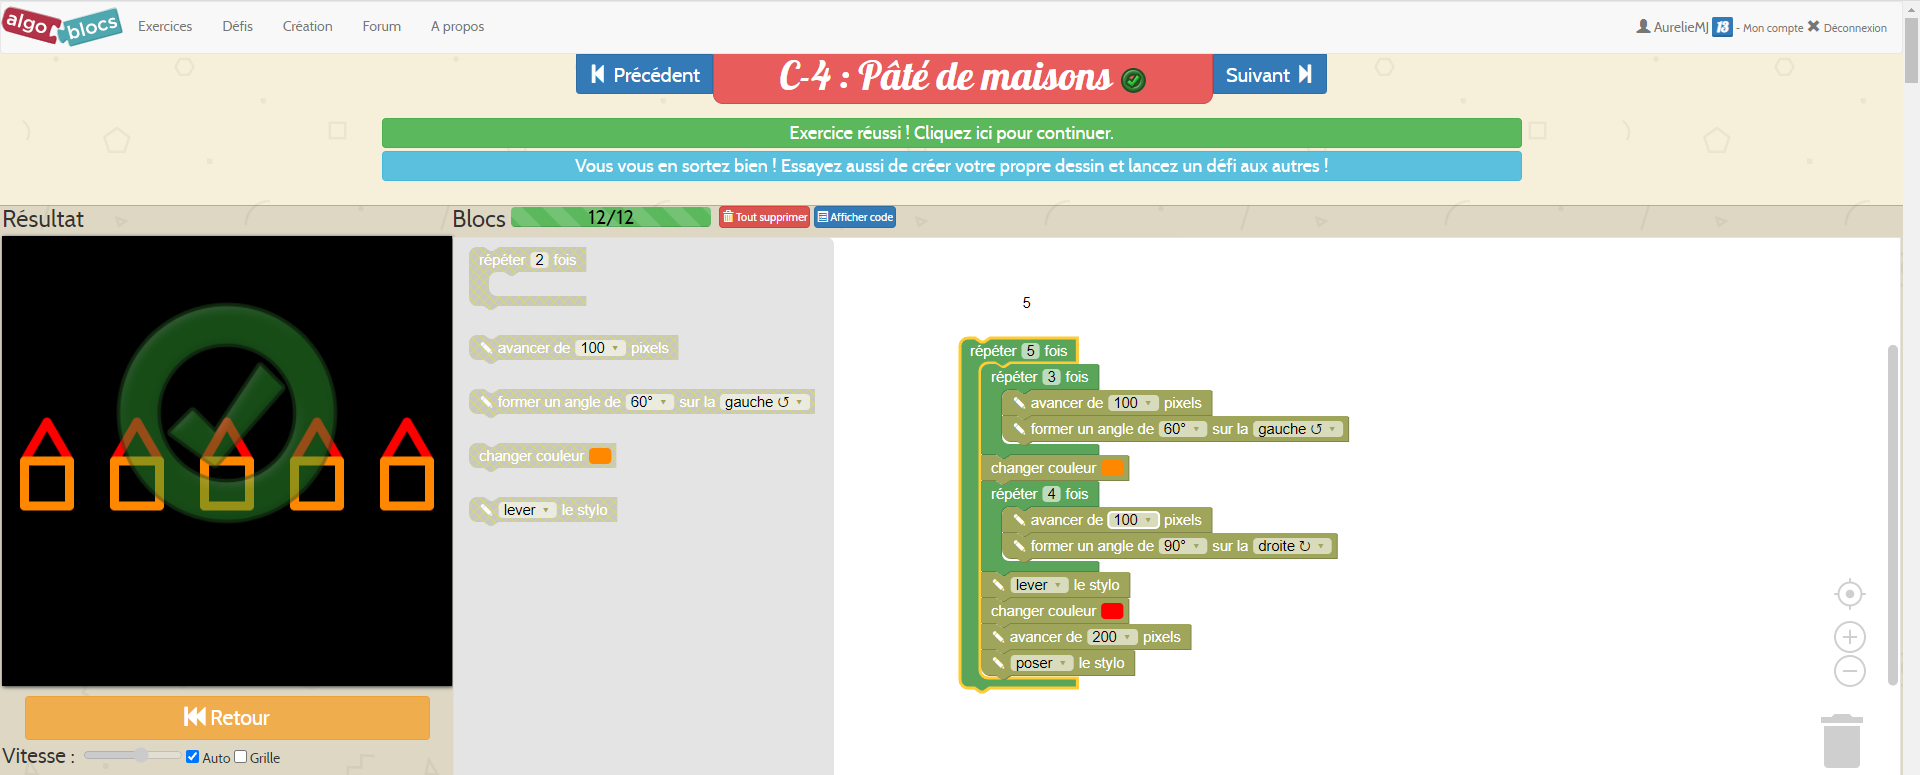 algo blocs
Exercices Défis Création Forum A propos
AurelieMJ 13 - Mon compte Déconnexion
Précédent
C-4 : Pâté de maisons
Suivant
Exercice réussi ! Cliquez ici pour continuer.
Vous vous en sortez bien ! Essayez aussi de créer votre propre dessin et lancez un défi aux autres !
Résultat
Blocs 12/12 Tout supprimer Afficher code
répéter 2 fois
avancer de 100 pixels
former un angle de 60° sur la gauche ↺
changer couleur
lever le stylo
5
répéter 5 fois
répéter 3 fois
avancer de 100 pixels
former un angle de 60° sur la gauche ↺
changer couleur
répéter 4 fois
avancer de 100 pixels
former un angle de 90° sur la droite ↻
lever le stylo
changer couleur
avancer de 200 pixels
poser le stylo
Retour
Vitesse : Auto Grille